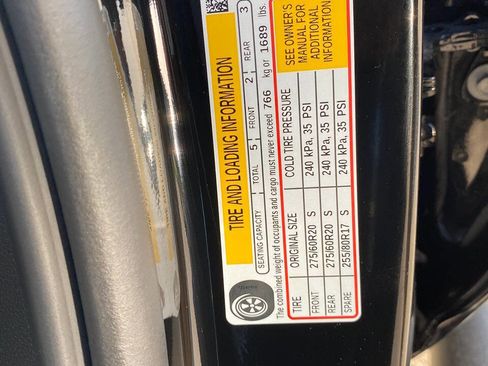 TIRE AND LOADING INFORMATION
SEATING CAPACITY TOTAL 5 FRONT 2 REAR 3
The combined weight of occupants and cargo must never exceed 766 kg or 1689 lbs.
TIRE ORIGINAL SIZE COLD TIRE PRESSURE
FRONT 275/60R20 S 240 kPa, 35 PSI
REAR 275/60R20 S 240 kPa, 35 PSI
SPARE 255/80R17 S 240 kPa, 35 PSI
SEE OWNER'S
MANUAL FOR
ADDITIONAL
INFORMATION